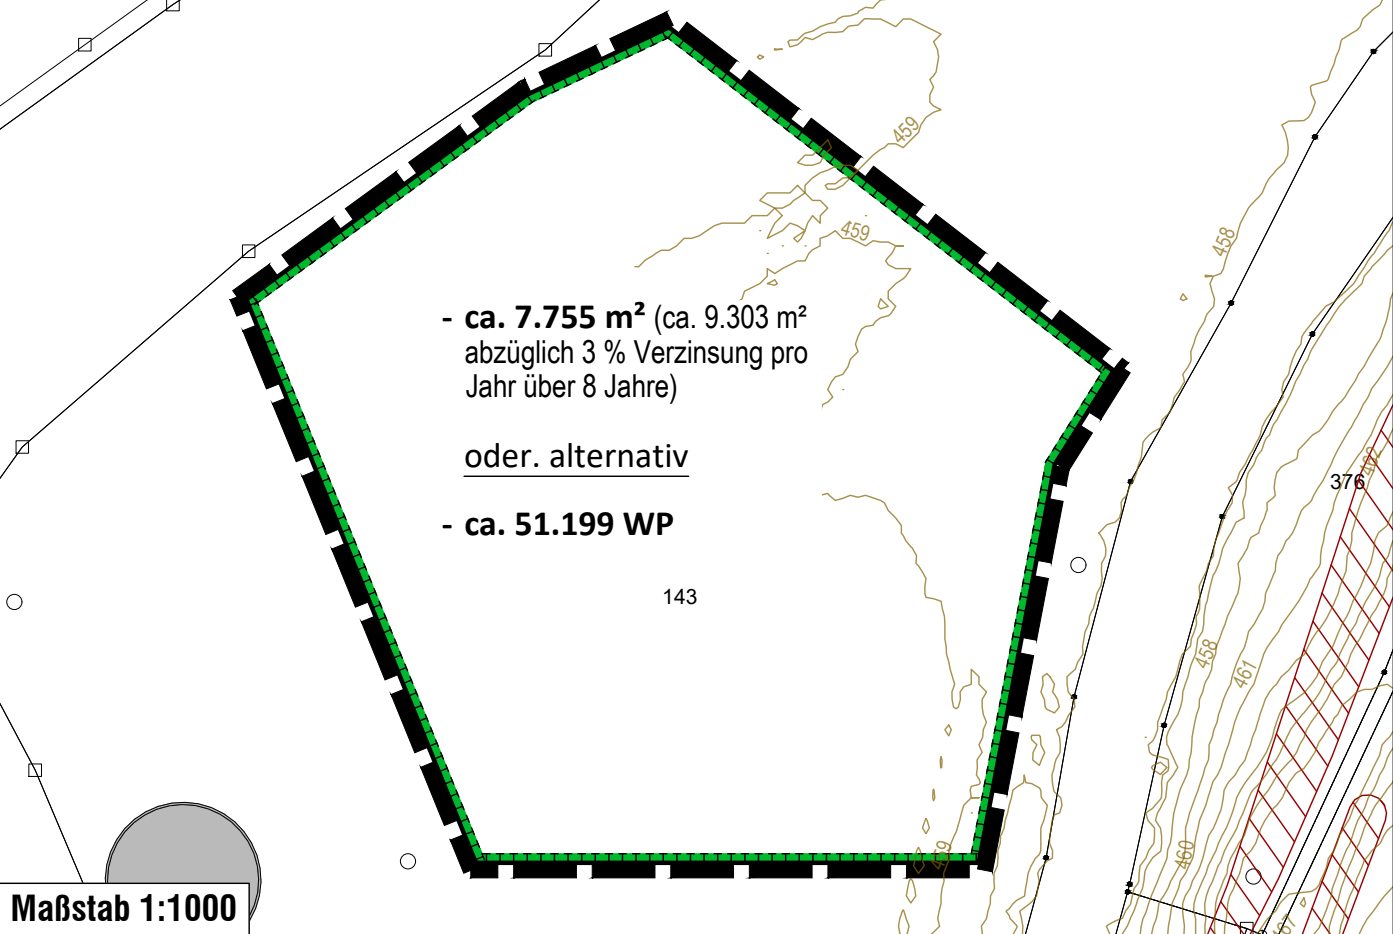 459
459
458
- ca. 7.755 m² (ca. 9.303 m²
abzüglich 3 % Verzinsung pro
Jahr über 8 Jahre)
oder. alternativ
376
- ca. 51.199 WP
143
458
461
459
460
Maßstab 1:1000